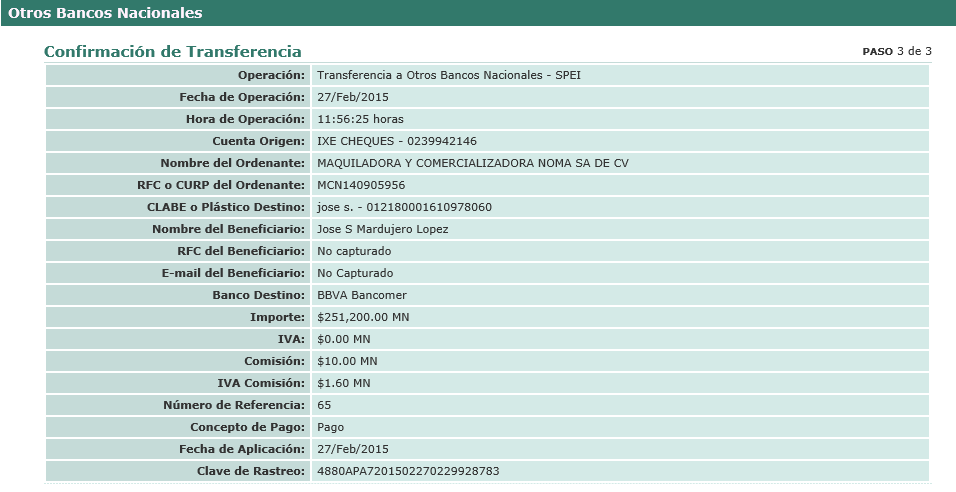 Otros Bancos Nacionales
Confirmación de Transferencia PASO 3 de 3
Operación: Transferencia a Otros Bancos Nacionales - SPEI
Fecha de Operación: 27/Feb/2015
Hora de Operación: 11:56:25 horas
Cuenta Origen: IXE CHEQUES - 0239942146
Nombre del Ordenante: MAQUILADORA Y COMERCIALIZADORA NOMA SA DE CV
RFC o CURP del Ordenante: MCN140905956
CLABE o Plástico Destino: jose s. - 012180001610978060
Nombre del Beneficiario: Jose S Mardujero Lopez
RFC del Beneficiario: No capturado
E-mail del Beneficiario: No Capturado
Banco Destino: BBVA Bancomer
Importe: $251,200.00 MN
IVA: $0.00 MN
Comisión: $10.00 MN
IVA Comisión: $1.60 MN
Número de Referencia: 65
Concepto de Pago: Pago
Fecha de Aplicación: 27/Feb/2015
Clave de Rastreo: 4880APA7201502270229928783